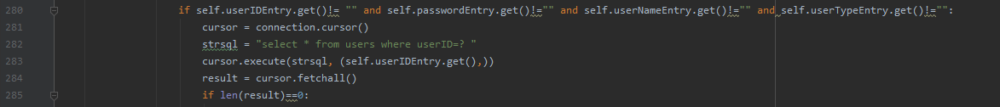 280 if self.userIDEntry.get()!= "" and self.passwordEntry.get()!="" and self.userNameEntry.get()!="" and self.userTypeEntry.get()!="":
281 cursor = connection.cursor()
282 strsql = "select * from users where userID=? "
283 cursor.execute(strsql, (self.userIDEntry.get(),))
284 result = cursor.fetchall()
285 if len(result)==0: